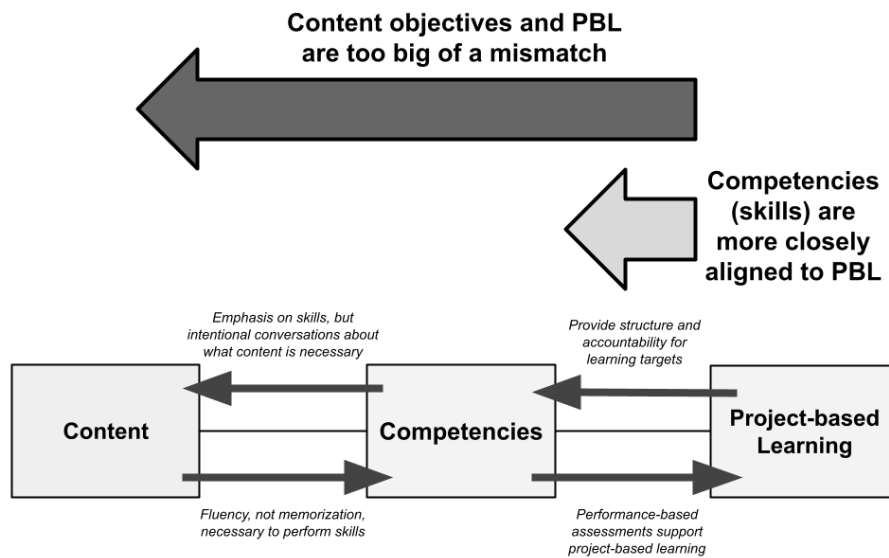 Content objectives and PBL
are too big of a mismatch
Competencies
(skills) are
more closely
aligned to PBL
Emphasis on skills, but
intentional conversations about
what content is necessary
Provide structure and
accountability for
learning targets
Content
Competencies
Project-based
Learning
Fluency, not memorization,
necessary to perform skills
Performance-based
assessments support
project-based learning